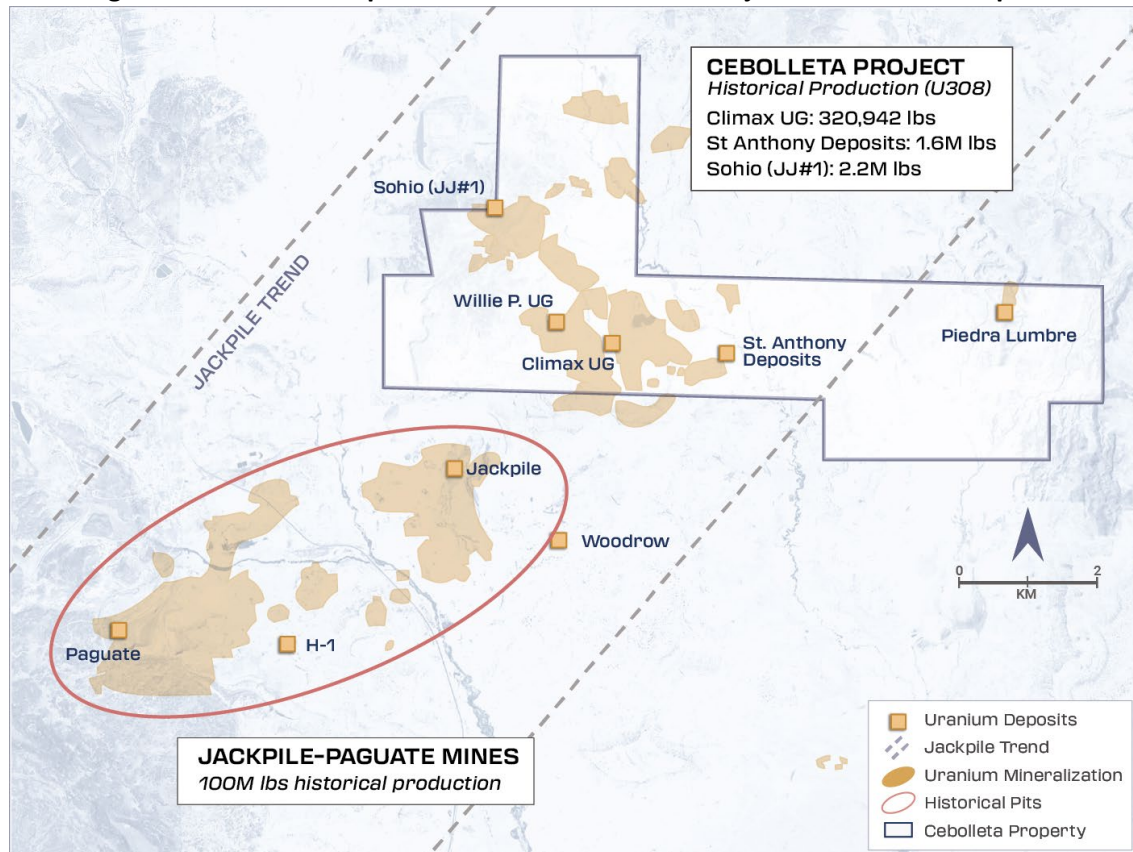 CEBOLLETA PROJECT
Historical Production (U308)
Climax UG: 320,942 lbs
St Anthony Deposits: 1.6M lbs
Sohio (JJ#1): 2.2M lbs
Sohio (JJ#1)
JACKPILE TREND
Willie P. UG
Climax UG
St. Anthony
Deposits
Piedra Lumbre
Jackpile
Woodrow
Paguate
H-1
0 2
KM
JACKPILE-PAGUATE MINES
100M lbs historical production
Uranium Deposits
Jackpile Trend
Uranium Mineralization
Historical Pits
Cebolleta Property